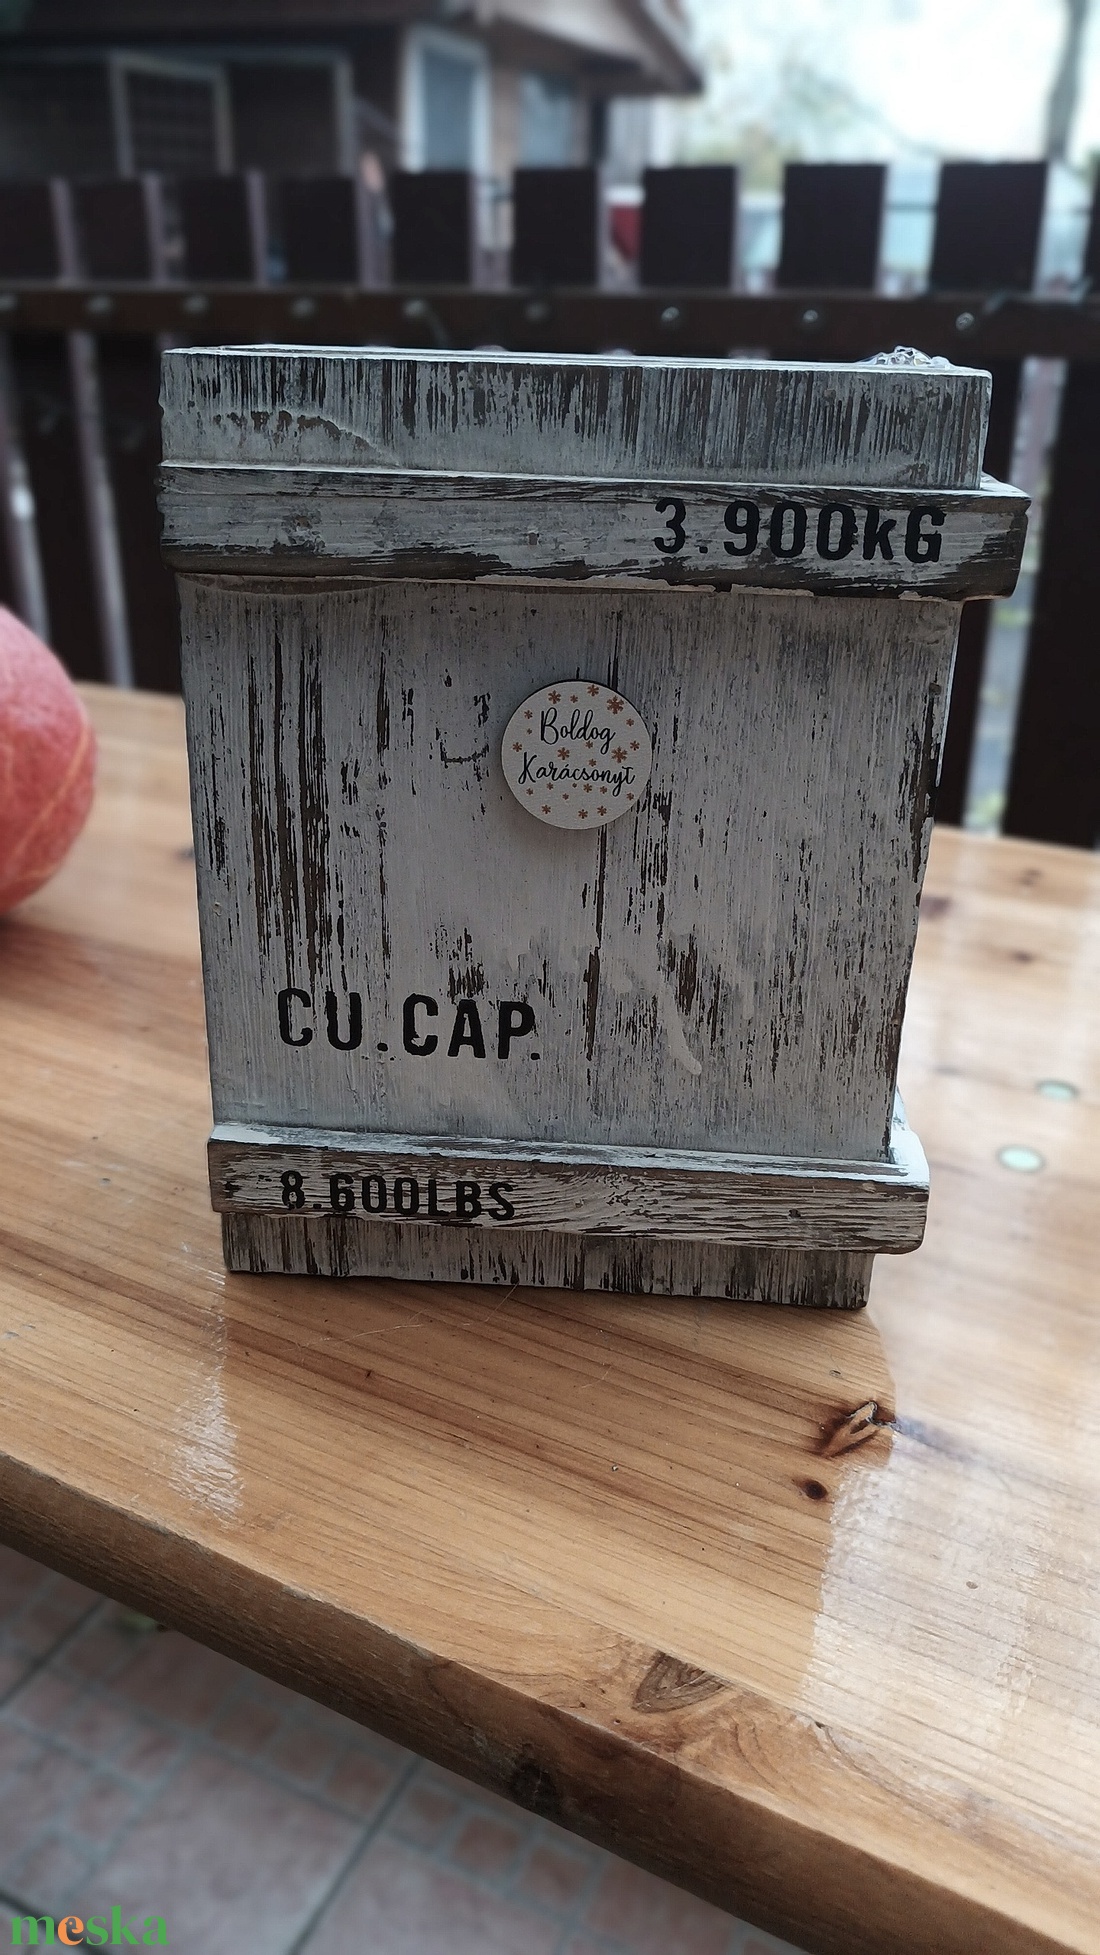 3.900kG
Boldog
Karácsonyt
CU.CAP.
8.600LBS
meska